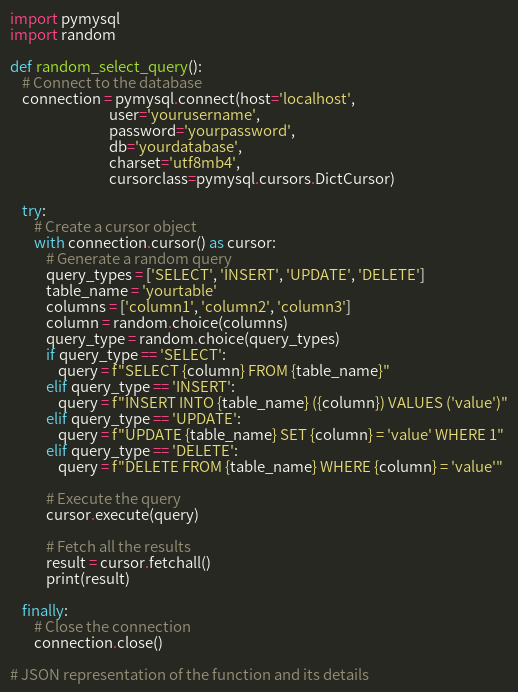 import pymysql
import random
def random_select_query():
# Connect to the database
connection = pymysql.connect(host='localhost',
user='yourusername',
password='yourpassword',
db='yourdatabase',
charset='utf8mb4',
cursorclass=pymysql.cursors.DictCursor)
try:
# Create a cursor object
with connection.cursor() as cursor:
# Generate a random query
query_types = ['SELECT', 'INSERT', 'UPDATE', 'DELETE']
table_name = 'yourtable'
columns = ['column1', 'column2', 'column3']
column = random.choice(columns)
query_type = random.choice(query_types)
if query_type == 'SELECT':
query = f"SELECT {column} FROM {table_name}"
elif query_type == 'INSERT':
query = f"INSERT INTO {table_name} ({column}) VALUES ('value')"
elif query_type == 'UPDATE':
query = f"UPDATE {table_name} SET {column} = 'value' WHERE 1"
elif query_type == 'DELETE':
query = f"DELETE FROM {table_name} WHERE {column} = 'value'"
# Execute the query
cursor.execute(query)
# Fetch all the results
result = cursor.fetchall()
print(result)
finally:
# Close the connection
connection.close()
# JSON representation of the function and its details